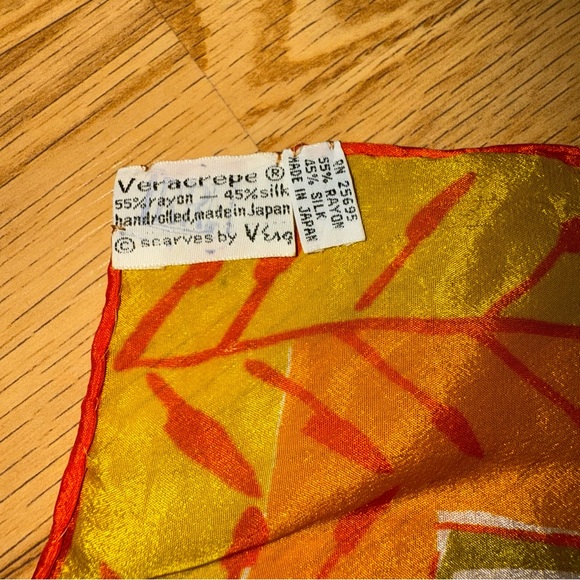 Veracrepe ®
55% rayon — 45% silk
handrolled, made in Japan
© scarves by Vera
RN 25695
55% RAYON
45% SILK
MADE IN JAPAN